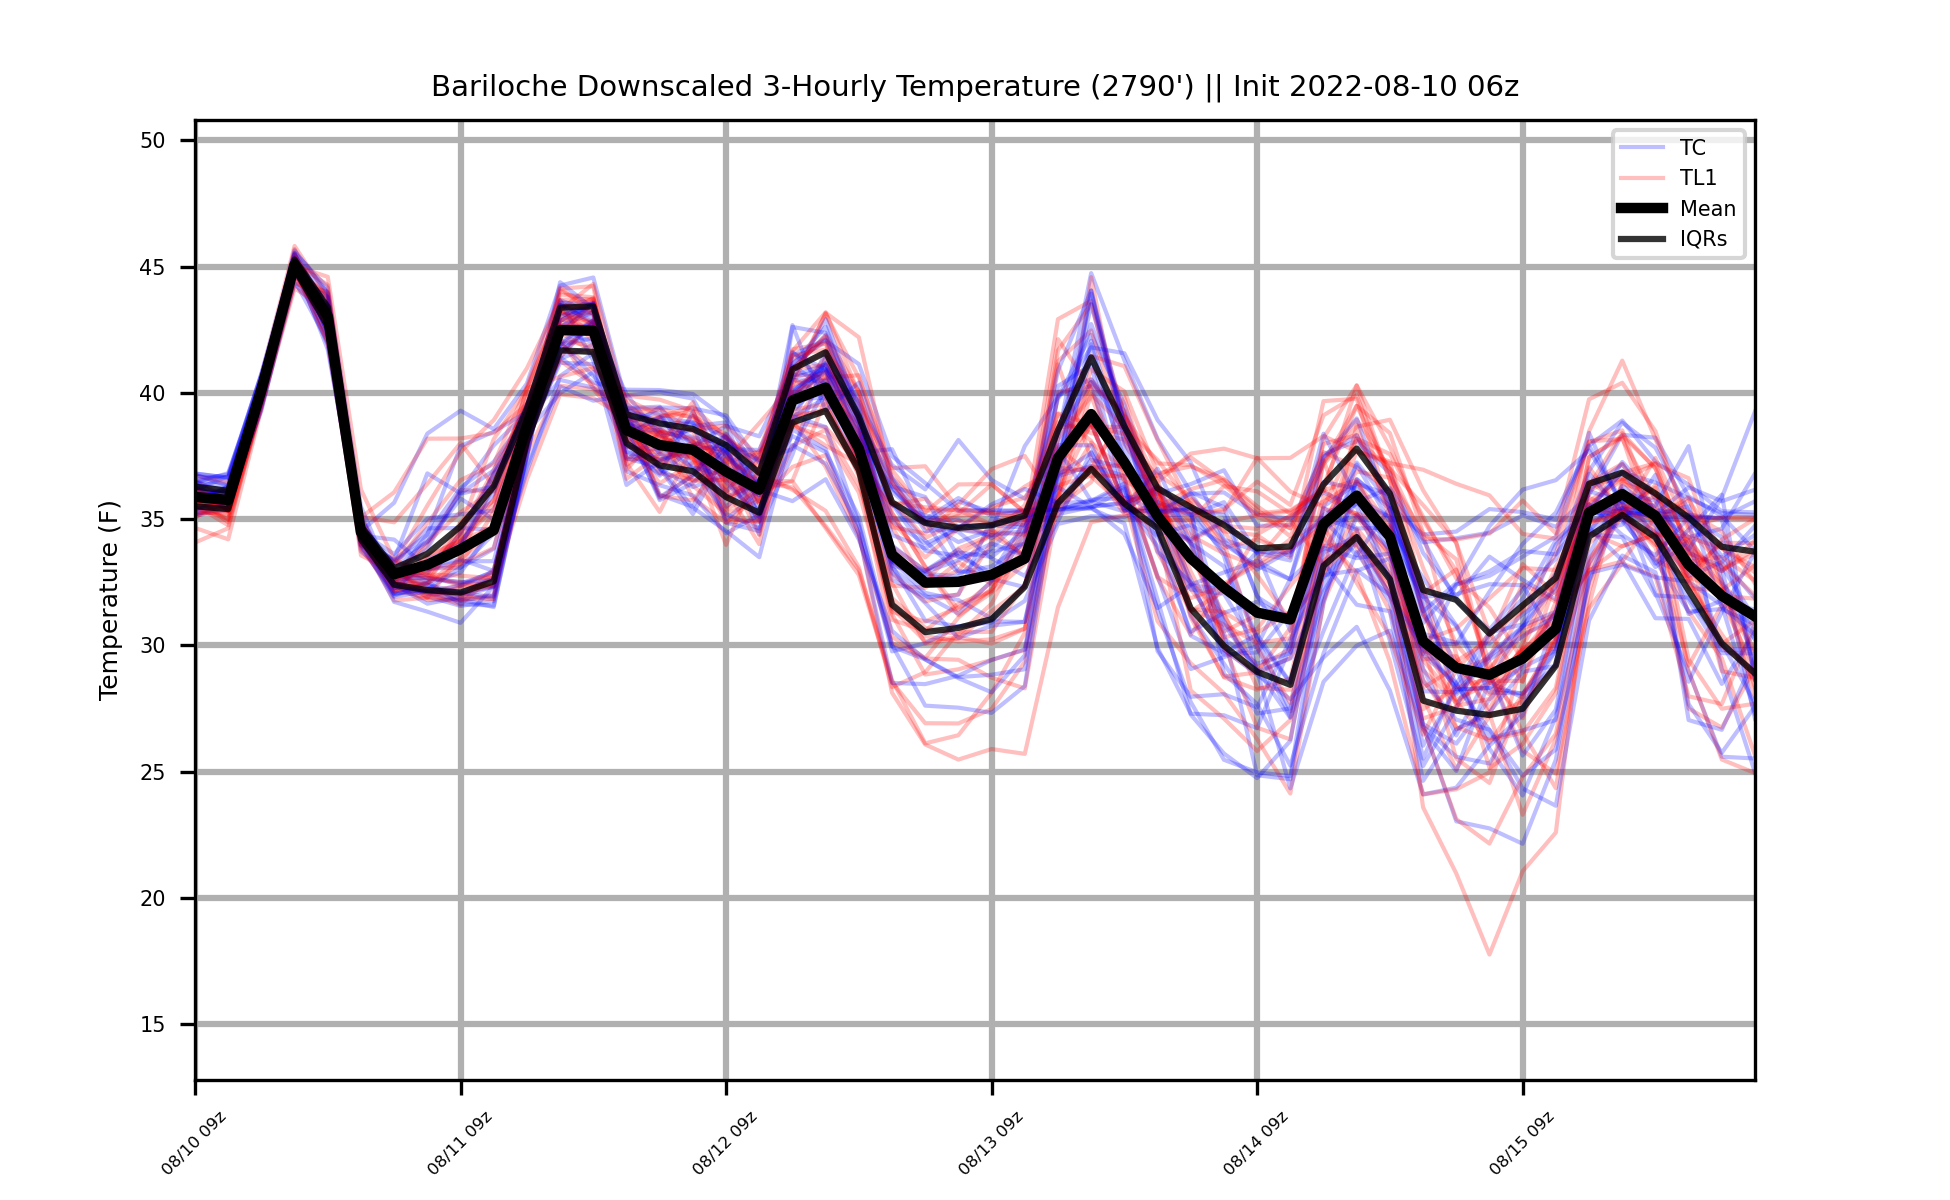 Bariloche Downscaled 3-Hourly Temperature (2790') || Init 2022-08-10 06z
TC
TL1
Mean
IQRs
Temperature (F)
50
45
40
35
30
25
20
15
08/10 09z
08/11 09z
08/12 09z
08/13 09z
08/14 09z
08/15 09z